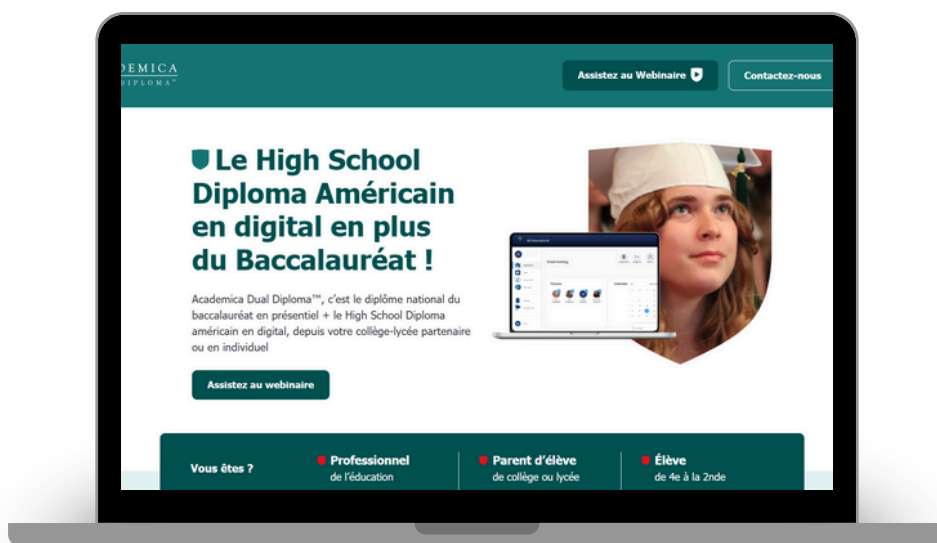 DEMICA
DIPLOMA™
Assistez au Webinaire
Contactez-nous
Le High School
Diploma Américain
en digital en plus
du Baccalauréat !
Academica Dual Diploma™, c'est le diplôme national du
baccalauréat en présentiel + le High School Diploma
américain en digital, depuis votre collège-lycée partenaire
ou en individuel
Assistez au webinaire
Vous êtes ?
Professionnel
de l'éducation
Parent d'élève
de collège ou lycée
Élève
de 4e à la 2nde